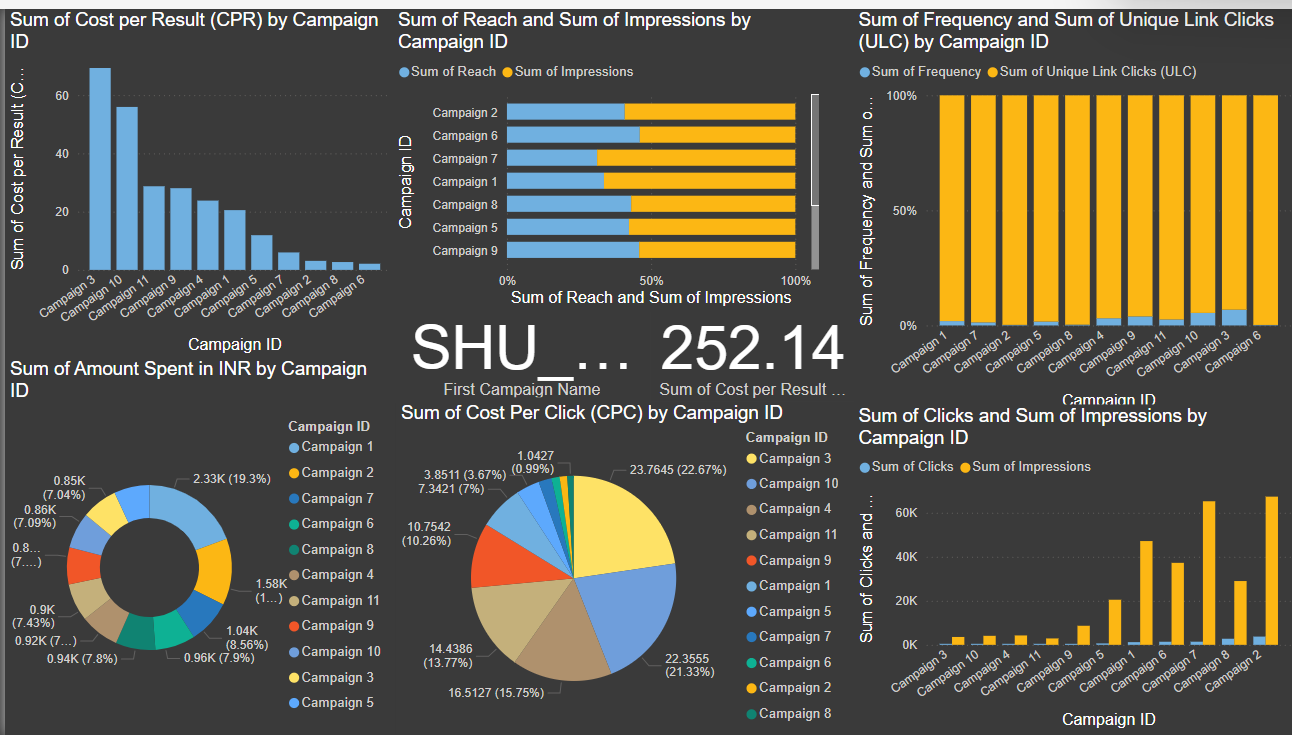 Sum of Cost per Result (CPR) by Campaign
ID
Sum of Cost per Result (C...
60
40
20
0
Campaign 3
Campaign 10
Campaign 11
Campaign 9
Campaign 4
Campaign 1
Campaign 5
Campaign 7
Campaign 2
Campaign 8
Campaign 6
Campaign ID
Sum of Reach and Sum of Impressions by
Campaign ID
Sum of Reach Sum of Impressions
Campaign ID
Campaign 2
Campaign 6
Campaign 7
Campaign 1
Campaign 8
Campaign 5
Campaign 9
0% 50% 100%
Sum of Reach and Sum of Impressions
Sum of Frequency and Sum of Unique Link Clicks
(ULC) by Campaign ID
Sum of Frequency Sum of Unique Link Clicks (ULC)
Sum of Frequency and Sum o...
100%
50%
0%
Campaign 1
Campaign 7
Campaign 2
Campaign 5
Campaign 8
Campaign 4
Campaign 9
Campaign 11
Campaign 10
Campaign 3
Campaign 6
Campaign ID
SHU_... 252.14
First Campaign Name Sum of Cost per Result ...
Sum of Amount Spent in INR by Campaign
ID
2.33K (19.3%)
1.58K
(1...)
1.04K
(8.56%)
0.96K (7.9%)
0.94K (7.8%)
0.92K (7...)
0.9K
(7.43%)
0.8...
(7....)
0.86K
(7.09%)
0.85K
(7.04%)
Campaign ID
Campaign 1
Campaign 2
Campaign 7
Campaign 6
Campaign 8
Campaign 4
Campaign 11
Campaign 9
Campaign 10
Campaign 3
Campaign 5
Sum of Cost Per Click (CPC) by Campaign ID
23.7645 (22.67%)
22.3555
(21.33%)
16.5127 (15.75%)
14.4386
(13.77%)
10.7542
(10.26%)
7.3421 (7%)
3.8511 (3.67%)
1.0427
(0.99%)
Campaign ID
Campaign 3
Campaign 10
Campaign 4
Campaign 11
Campaign 9
Campaign 1
Campaign 5
Campaign 7
Campaign 6
Campaign 2
Campaign 8
Sum of Clicks and Sum of Impressions by
Campaign ID
Sum of Clicks Sum of Impressions
Sum of Clicks and ...
60K
40K
20K
0K
Campaign 3
Campaign 10
Campaign 4
Campaign 11
Campaign 9
Campaign 5
Campaign 1
Campaign 6
Campaign 7
Campaign 8
Campaign 2
Campaign ID